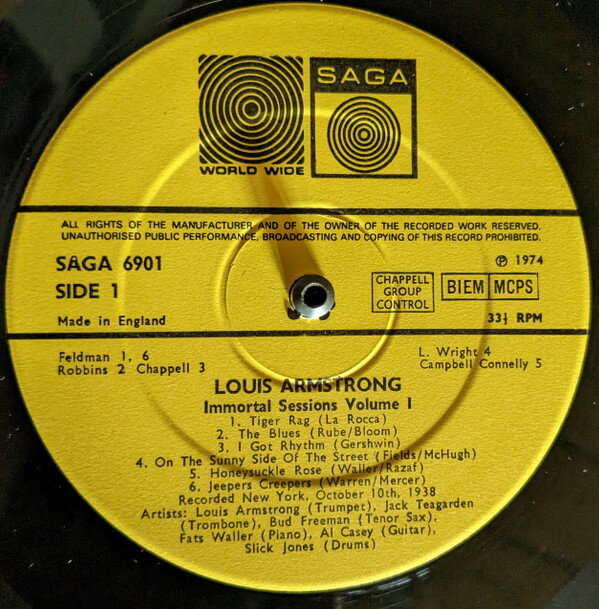 WORLD WIDE
SAGA
ALL RIGHTS OF THE MANUFACTURER AND OF THE OWNER OF THE RECORDED WORK RESERVED.
UNAUTHORISED PUBLIC PERFORMANCE, BROADCASTING AND COPYING OF THIS RECORD PROHIBITED.
SAGA 6901
SIDE 1
Made in England
℗ 1974
CHAPPELL
GROUP
CONTROL
BIEM MCPS
33⅓ RPM
Feldman 1, 6
Robbins 2 Chappell 3
L. Wright 4
Campbell Connelly 5
LOUIS ARMSTRONG
Immortal Sessions Volume I
1. Tiger Rag (La Rocca)
2. The Blues (Rube/Bloom)
3. I Got Rhythm (Gershwin)
4. On The Sunny Side Of The Street (Fields/McHugh)
5. Honeysuckle Rose (Waller/Razaf)
6. Jeepers Creepers (Warren/Mercer)
Recorded New York, October 10th, 1938
Artists: Louis Armstrong (Trumpet), Jack Teagarden
(Trombone), Bud Freeman (Tenor Sax),
Fats Waller (Piano), Al Casey (Guitar),
Slick Jones (Drums)